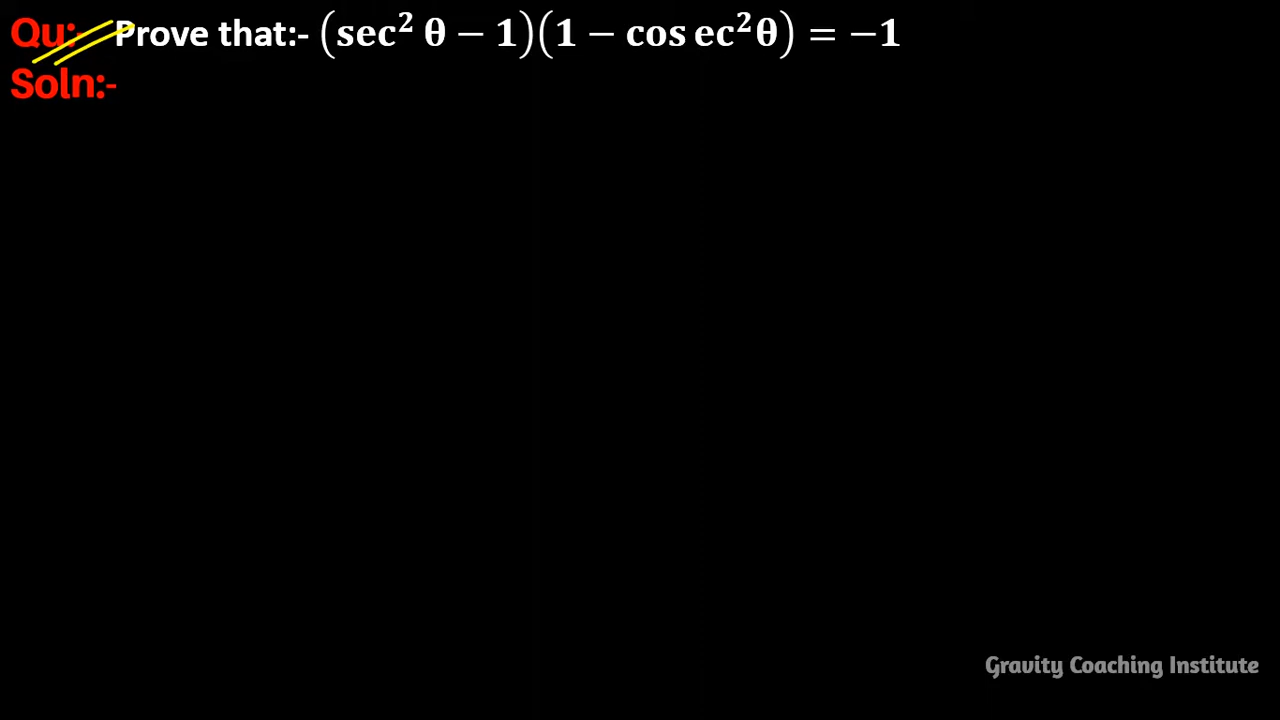 Qu:- Prove that:- (sec² θ − 1)(1 − cos ec²θ) = −1
Soln:-
Gravity Coaching Institute